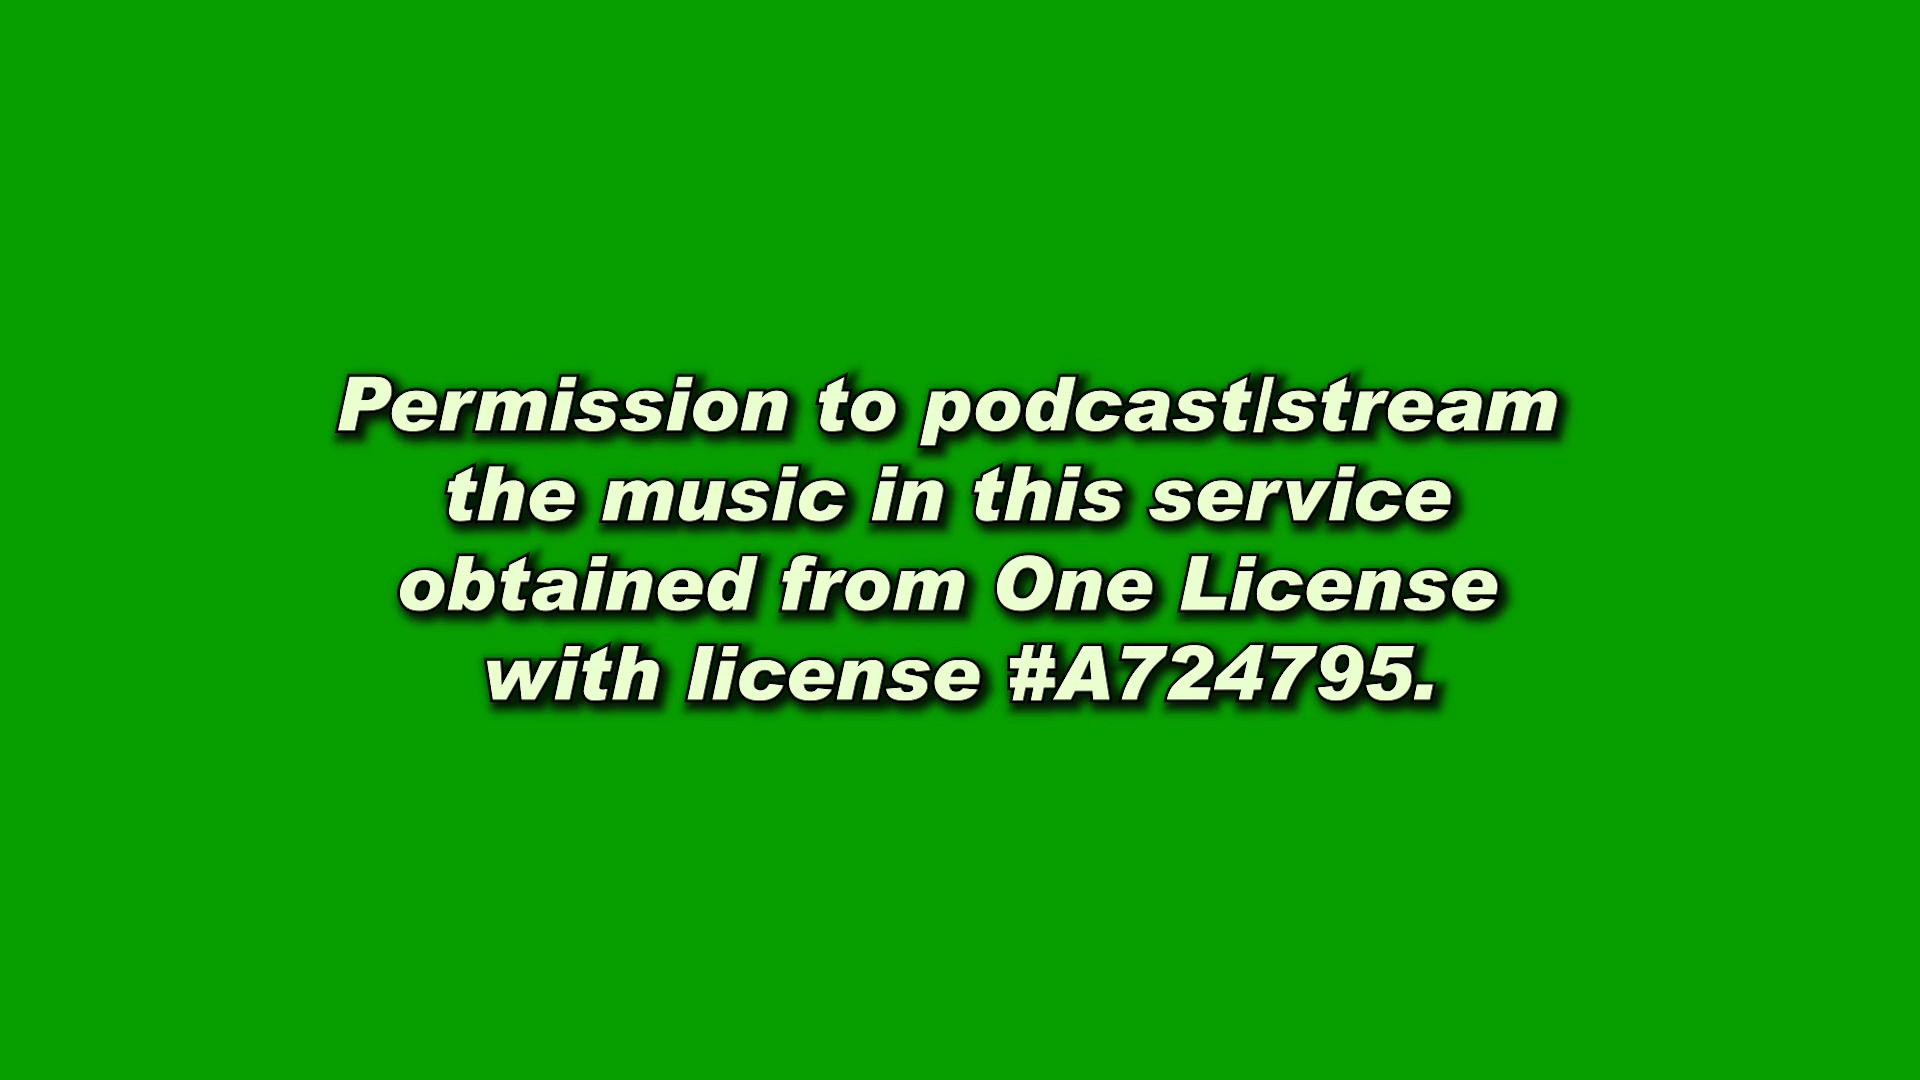 Permission to podcast|stream
the music in this service
obtained from One License
with license #A724795.